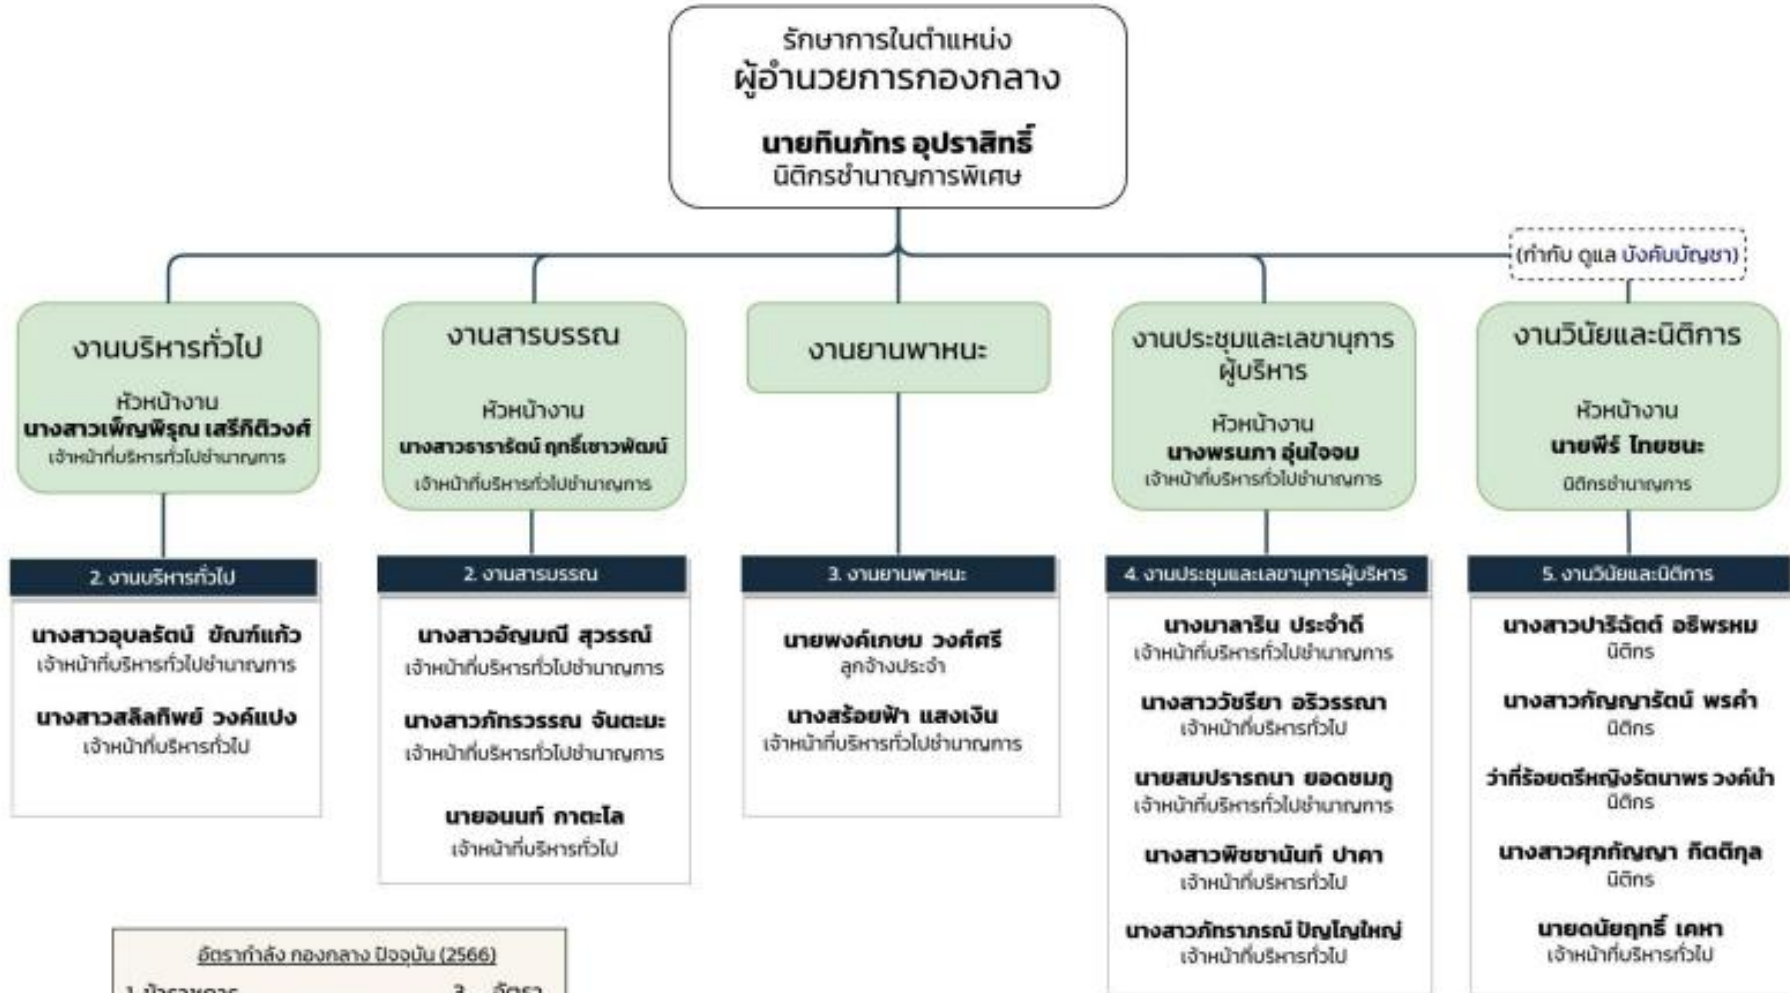 รักษาการในตำแหน่ง
ผู้อำนวยการกองกลาง
นายทินภัทร อุปราสิทธิ์
นิติกรชำนาญการพิเศษ
(กำกับ ดูแล บังคับบัญชา)
งานบริหารทั่วไป
หัวหน้างาน
นางสาวเพ็ญพิรุณ เสรีกิติวงศ์
เจ้าหน้าที่บริหารทั่วไปชำนาญการ
งานสารบรรณ
หัวหน้างาน
นางสาวธารารัตน์ ฤทธิ์เชาวพัฒน์
เจ้าหน้าที่บริหารทั่วไปชำนาญการ
งานยานพาหนะ
งานประชุมและเลขานุการ
ผู้บริหาร
หัวหน้างาน
นางพรนภา อุ่นใจจม
เจ้าหน้าที่บริหารทั่วไปชำนาญการ
งานวินัยและนิติการ
หัวหน้างาน
นายพีร์ ไทยชนะ
นิติกรชำนาญการ
2. งานบริหารทั่วไป
นางสาวอุบลรัตน์ ขัณฑ์แก้ว
เจ้าหน้าที่บริหารทั่วไปชำนาญการ
นางสาวสลิลทิพย์ วงค์แปง
เจ้าหน้าที่บริหารทั่วไป
2. งานสารบรรณ
นางสาวอัญมณี สุวรรณ์
เจ้าหน้าที่บริหารทั่วไปชำนาญการ
นางสาวภัทรวรรณ จันตะมะ
เจ้าหน้าที่บริหารทั่วไปชำนาญการ
นายอนนท์ กาตะโล
เจ้าหน้าที่บริหารทั่วไป
3. งานยานพาหนะ
นายพงค์เกษม วงศ์ศรี
ลูกจ้างประจำ
นางสร้อยฟ้า แสงเงิน
เจ้าหน้าที่บริหารทั่วไปชำนาญการ
4. งานประชุมและเลขานุการผู้บริหาร
นางมาลาริน ประจำดี
เจ้าหน้าที่บริหารทั่วไปชำนาญการ
นางสาววัชรียา อริวรรณา
เจ้าหน้าที่บริหารทั่วไป
นายสมปรารถนา ยอดชมภู
เจ้าหน้าที่บริหารทั่วไปชำนาญการ
นางสาวพิชชานันท์ ปาคา
เจ้าหน้าที่บริหารทั่วไป
นางสาวภัทราภรณ์ ปัญโญใหญ่
เจ้าหน้าที่บริหารทั่วไป
5. งานวินัยและนิติการ
นางสาวปาริฉัตต์ อธิพรหม
นิติกร
นางสาวกัญญารัตน์ พรคำ
นิติกร
ว่าที่ร้อยตรีหญิงรัตนาพร วงค์นำ
นิติกร
นางสาวศุภกัญญา กิตติกุล
นิติกร
นายดนัยฤทธิ์ เคหา
เจ้าหน้าที่บริหารทั่วไป
อัตรากำลัง กองกลาง ปัจจุบัน (2566)
1. ข้าราชการ 3 อัตรา